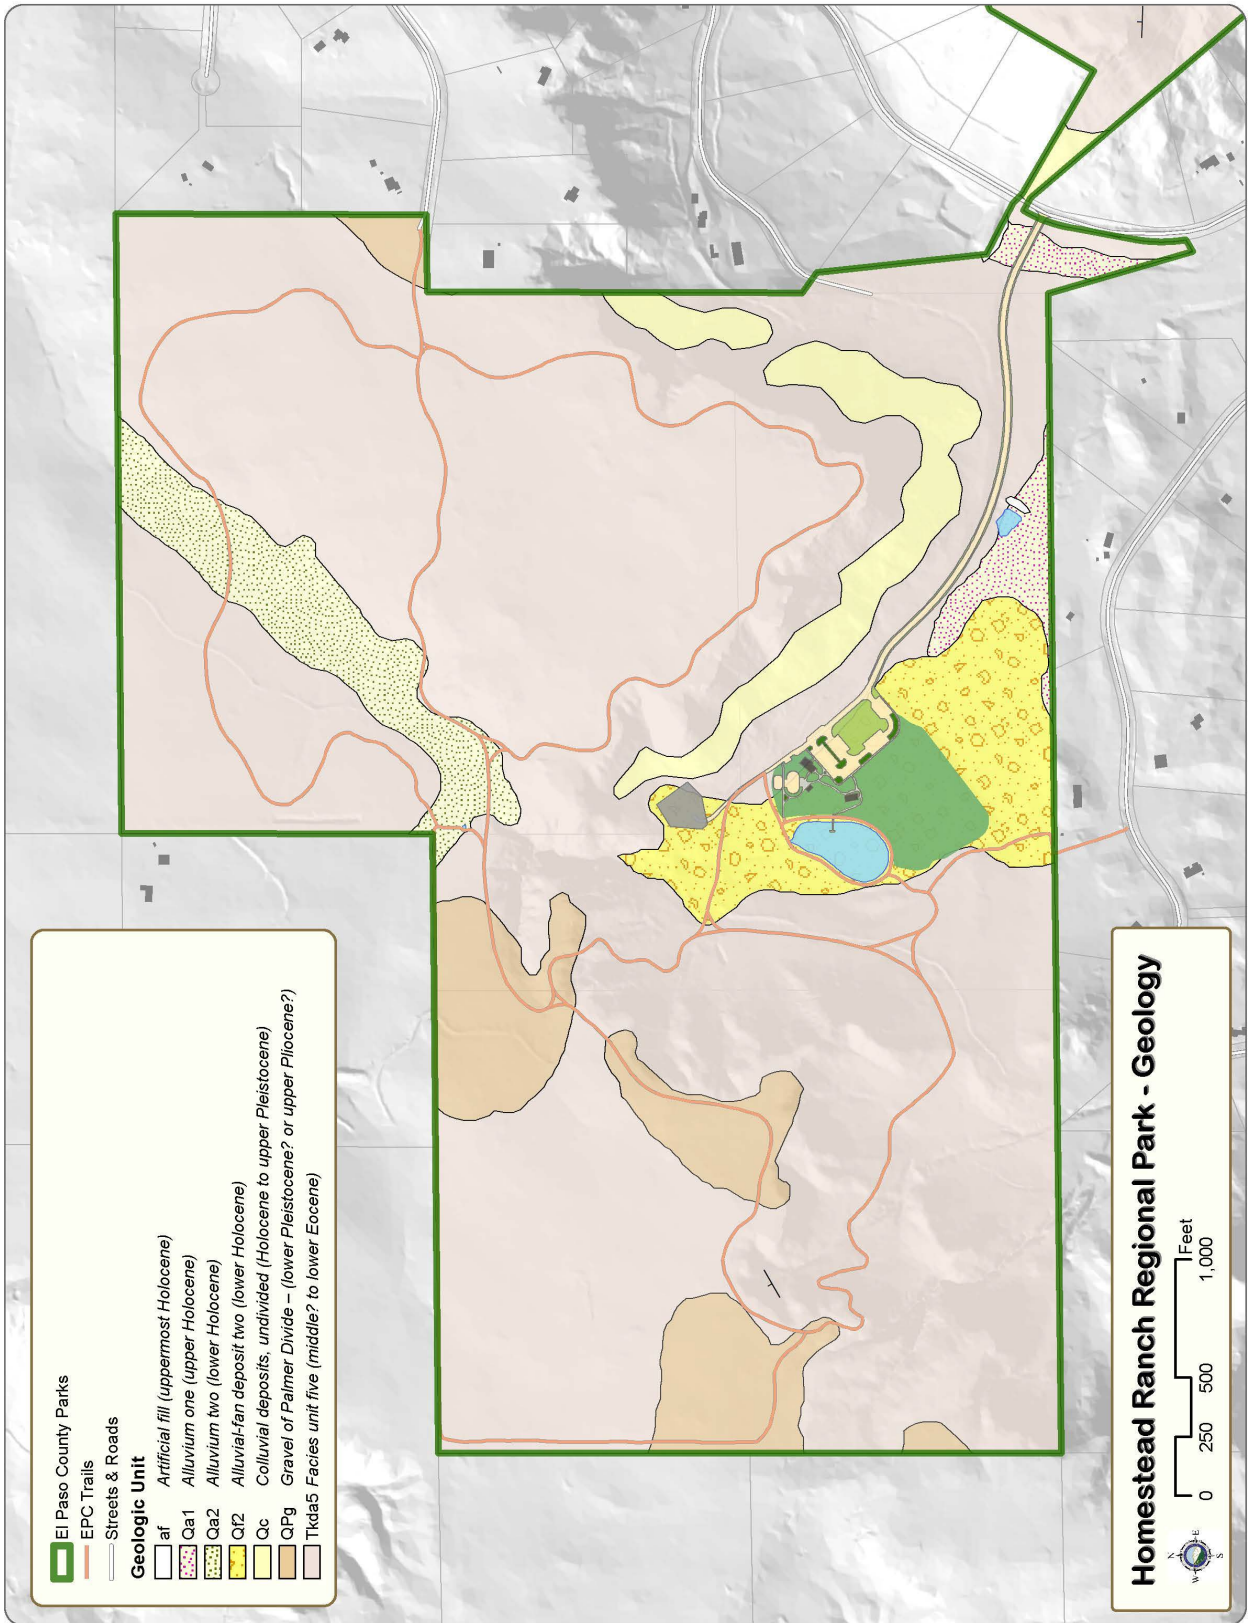 El Paso County Parks
EPC Trails
Streets & Roads
Geologic Unit
af Artificial fill (uppermost Holocene)
Qa1 Alluvium one (upper Holocene)
Qa2 Alluvium two (lower Holocene)
Qf2 Alluvial-fan deposit two (lower Holocene)
Qc Colluvial deposits, undivided (Holocene to upper Pleistocene)
QPg Gravel of Palmer Divide – (lower Pleistocene? or upper Pliocene?)
Tkda5 Facies unit five (middle? to lower Eocene)
Homestead Ranch Regional Park - Geology
N
W E
S
0 250 500 1,000
Feet